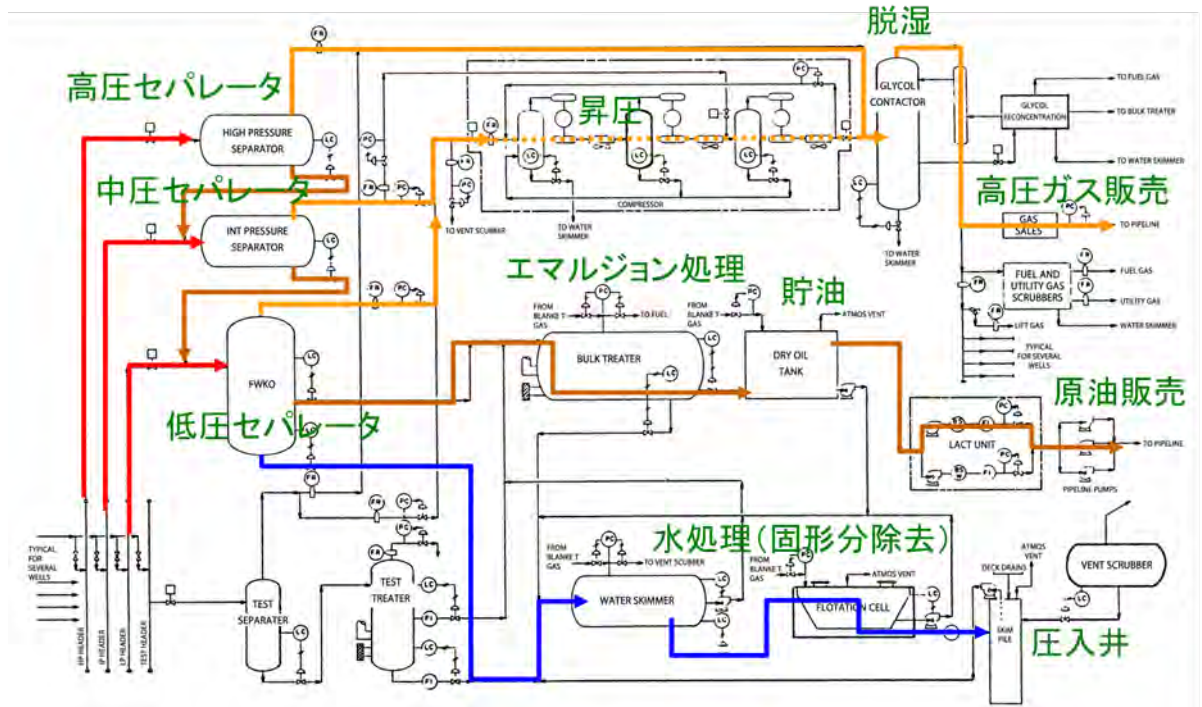 脱湿
高圧セパレータ
HIGH PRESSURE
SEPARATOR
中圧セパレータ
INT PRESSURE
SEPARATOR
昇圧
COMPRESSOR
TO VENT SCUBBER
TO WATER
SKIMMER
GLYCOL
CONTACTOR
GLYCOL
RECONCENTRATION
TO FUEL GAS
TO BULK TREATER
TO WATER SKIMMER
TO WATER
SKIMMER
高圧ガス販売
GAS
SALES
TO PIPELINE
FUEL AND
UTILITY GAS
SCRUBBERS
FUEL GAS
UTILITY GAS
WATER SKIMMER
LIFT GAS
TYPICAL
FOR SEVERAL
WELLS
エマルジョン処理
FROM
BLANKE T
GAS
TO FUEL
BULK TREATER
貯油
FROM
BLANKE T
GAS
ATMOS VENT
DRY OIL
TANK
FWKO
低圧セパレータ
原油販売
LACT UNIT
TO PIPELINE
PIPELINE PUMPS
TYPICAL
FOR
SEVERAL
WELLS
HP HEADER
IP HEADER
LP HEADER
TEST HEADER
TEST
SEPARATER
TEST
TREATER
水処理(固形分除去)
FROM
BLANKE T
GAS
TO VENT SCUBBER
WATER SKIMMER
FROM
BLANKE T
GAS
ATMOS VENT
FLOTATION CELL
DECK DRAINS
ATMOS
VENT
SKIM
PILE
VENT SCRUBBER
圧入井